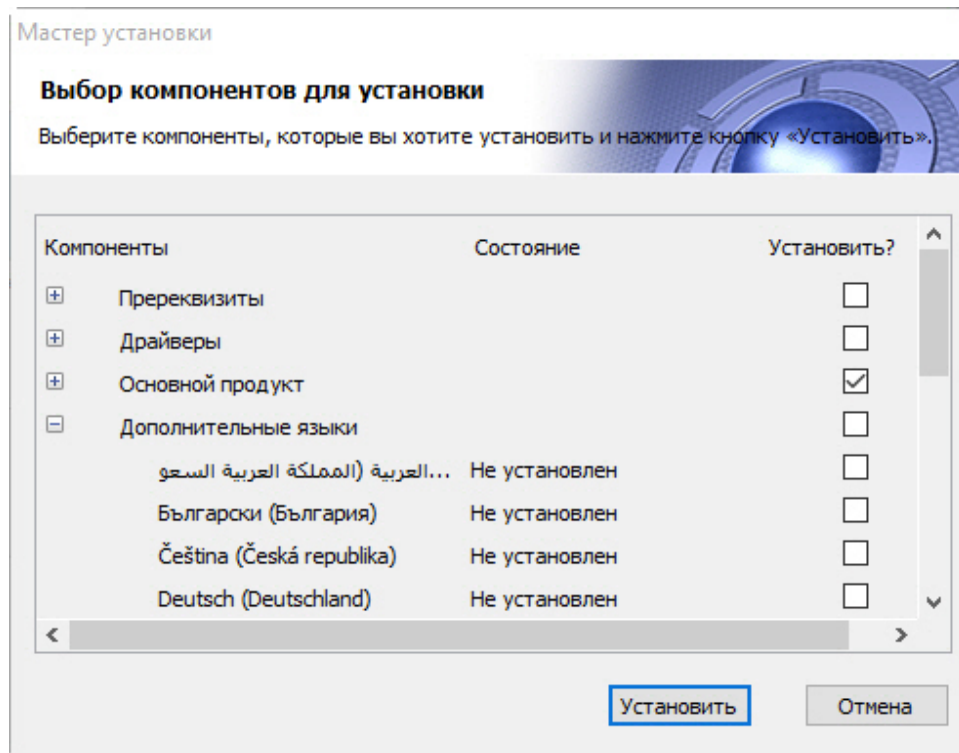 Мастер установки
Выбор компонентов для установки
Выберите компоненты, которые вы хотите установить и нажмите кнопку «Установить».
Компоненты Состояние Установить?
Пререквизиты
Драйверы
Основной продукт
Дополнительные языки
العربية (المملكة العربية السعو... Не установлен
Български (България) Не установлен
Čeština (Česká republika) Не установлен
Deutsch (Deutschland) Не установлен
Установить Отмена